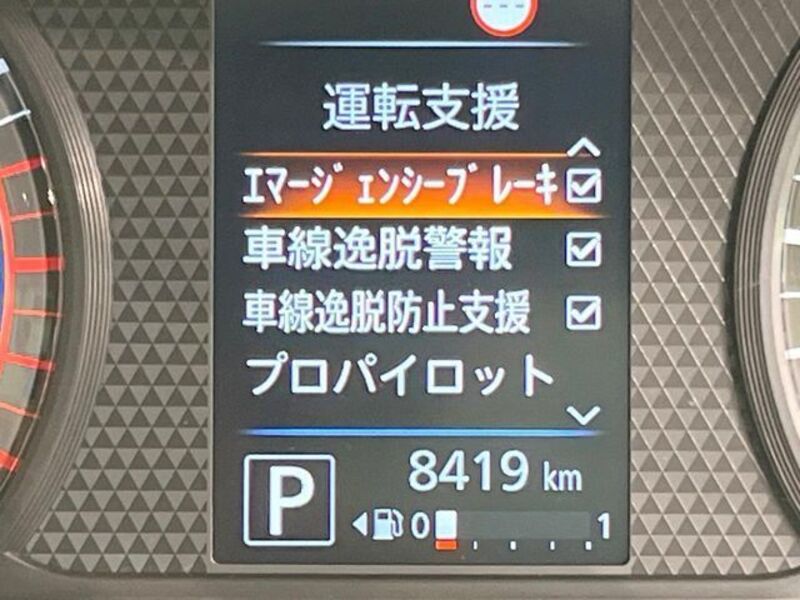 運転支援
ｴﾏｰｼﾞｪﾝｼｰﾌﾞﾚｰｷ
車線逸脱警報
車線逸脱防止支援
プロパイロット
P
8419 km
0 1